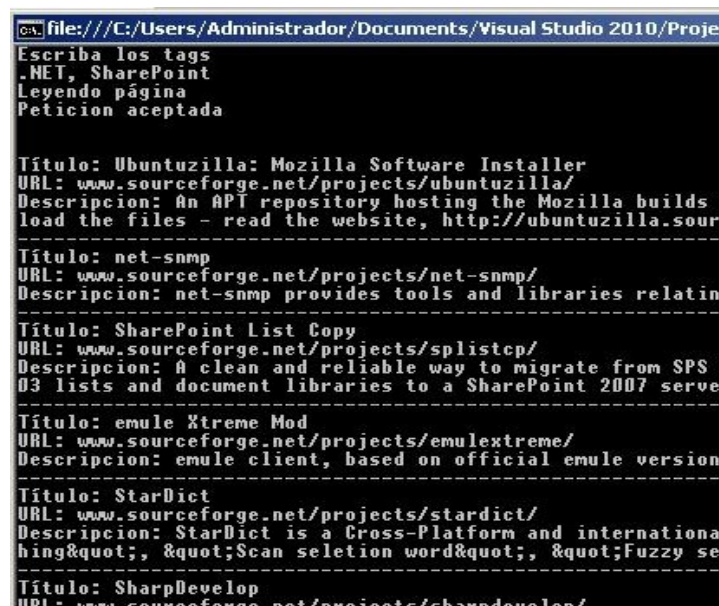 file:///C:/Users/Administrador/Documents/Visual Studio 2010/Proje
Escriba los tags
.NET, SharePoint
Leyendo página
Peticion aceptada
Título: Ubuntuzilla: Mozilla Software Installer
URL: www.sourceforge.net/projects/ubuntuzilla/
Descripcion: An APT repository hosting the Mozilla builds
load the files - read the website, http://ubuntuzilla.sour
--------------------------------------------------
Título: net-snmp
URL: www.sourceforge.net/projects/net-snmp/
Descripcion: net-snmp provides tools and libraries relatin
--------------------------------------------------
Título: SharePoint List Copy
URL: www.sourceforge.net/projects/splistcp/
Descripcion: A clean and reliable way to migrate from SPS
03 lists and document libraries to a SharePoint 2007 serve
--------------------------------------------------
Título: emule Xtreme Mod
URL: www.sourceforge.net/projects/emulextreme/
Descripcion: emule client, based on official emule version
--------------------------------------------------
Título: StarDict
URL: www.sourceforge.net/projects/stardict/
Descripcion: StarDict is a Cross-Platform and internationa
hing&quot;, &quot;Scan seletion word&quot;, &quot;Fuzzy se
--------------------------------------------------
Título: SharpDevelop
URL: www.sourceforge.net/projects/sharpdevelop/